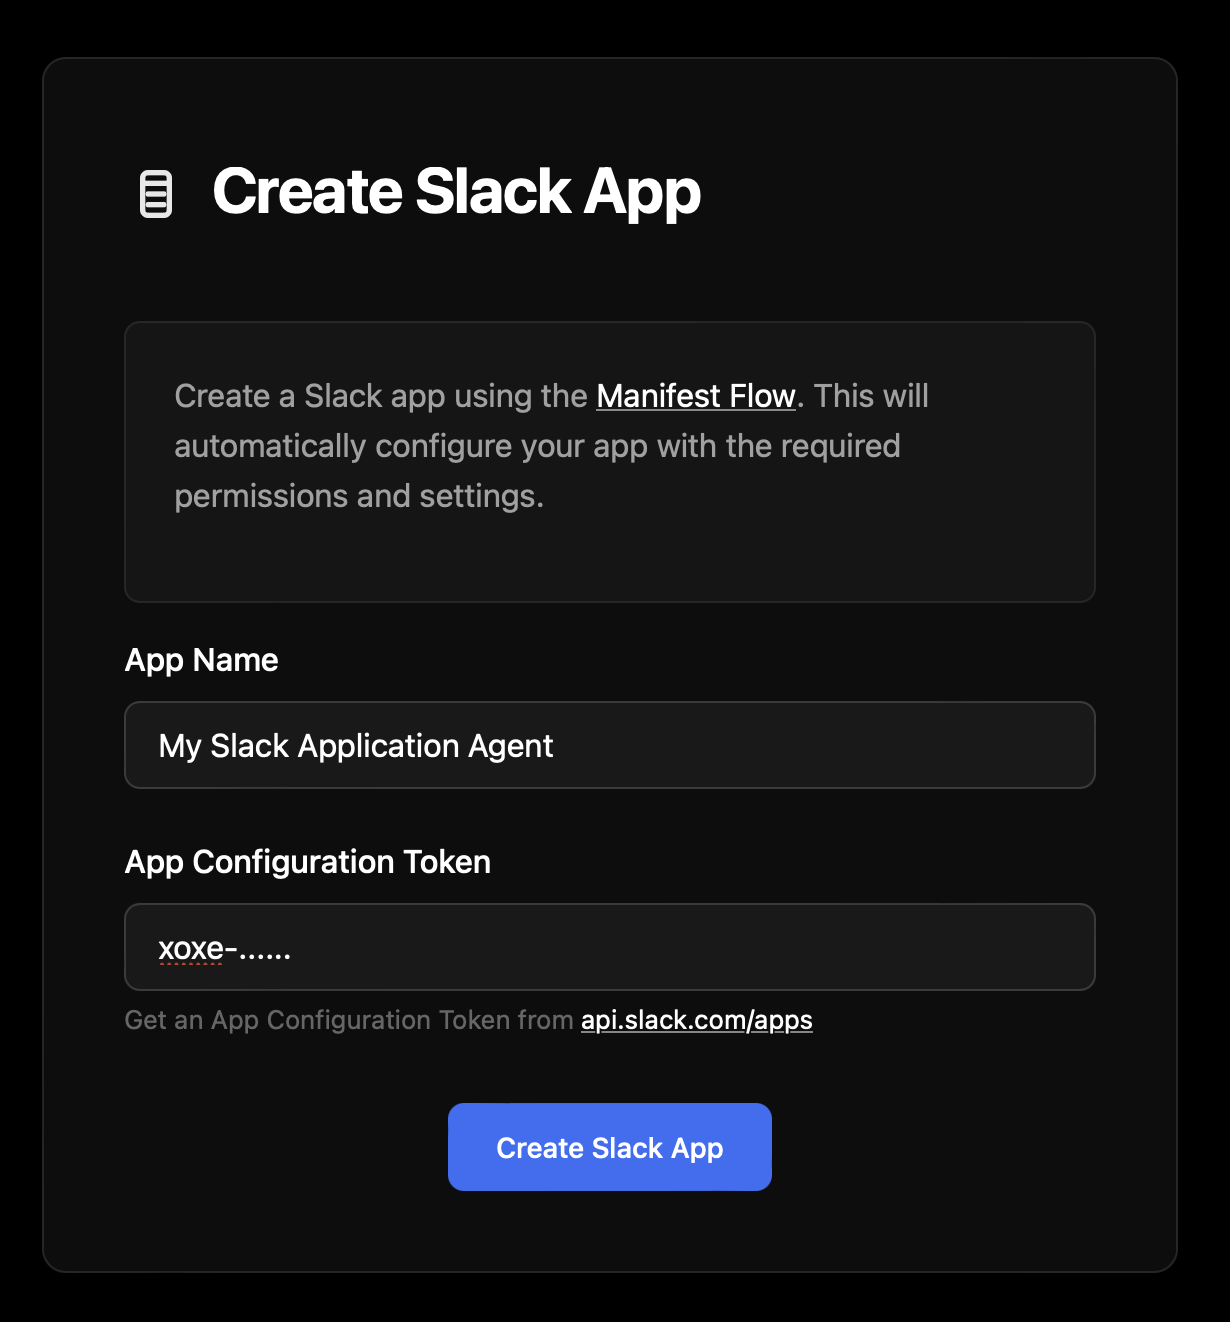 Create Slack App
Create a Slack app using the Manifest Flow. This will
automatically configure your app with the required
permissions and settings.
App Name
My Slack Application Agent
App Configuration Token
xoxe-......
Get an App Configuration Token from api.slack.com/apps
Create Slack App